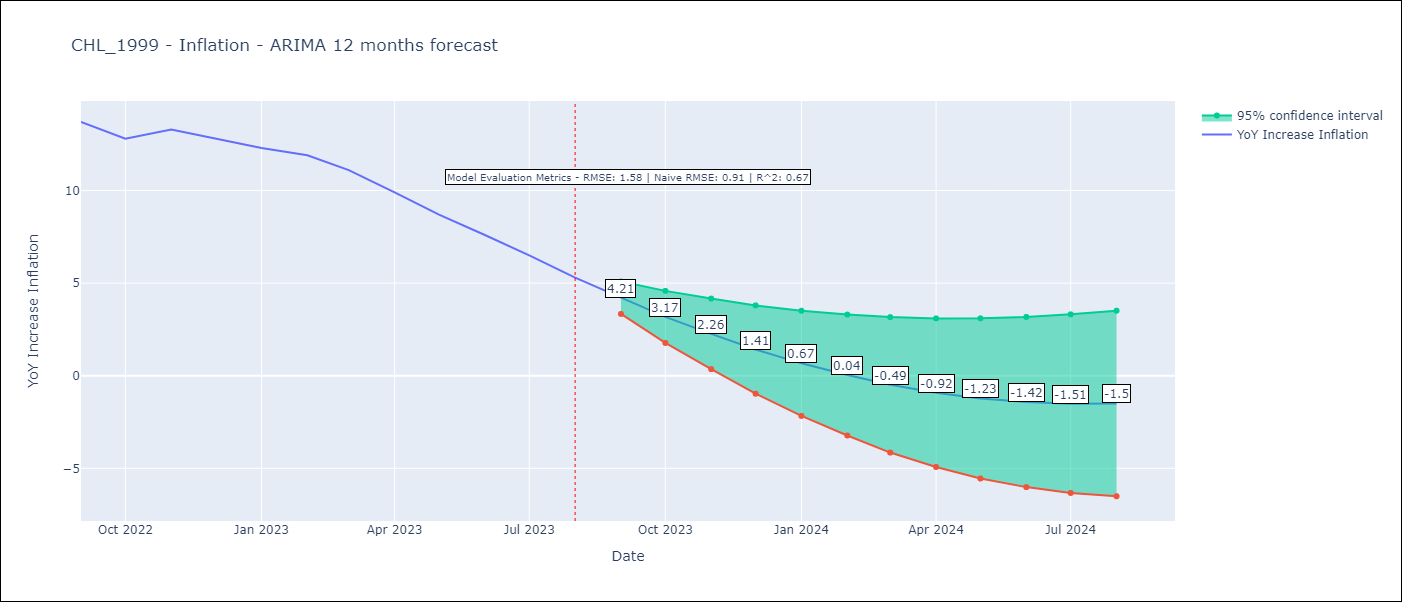 CHL_1999 - Inflation - ARIMA 12 months forecast
95% confidence interval
YoY Increase Inflation
Model Evaluation Metrics - RMSE: 1.58 | Naive RMSE: 0.91 | R^2: 0.67
YoY Increase Inflation
10
5
0
−5
4.21
3.17
2.26
1.41
0.67
0.04
-0.49
-0.92
-1.23
-1.42
-1.51
-1.5
Oct 2022
Jan 2023
Apr 2023
Jul 2023
Oct 2023
Jan 2024
Apr 2024
Jul 2024
Date